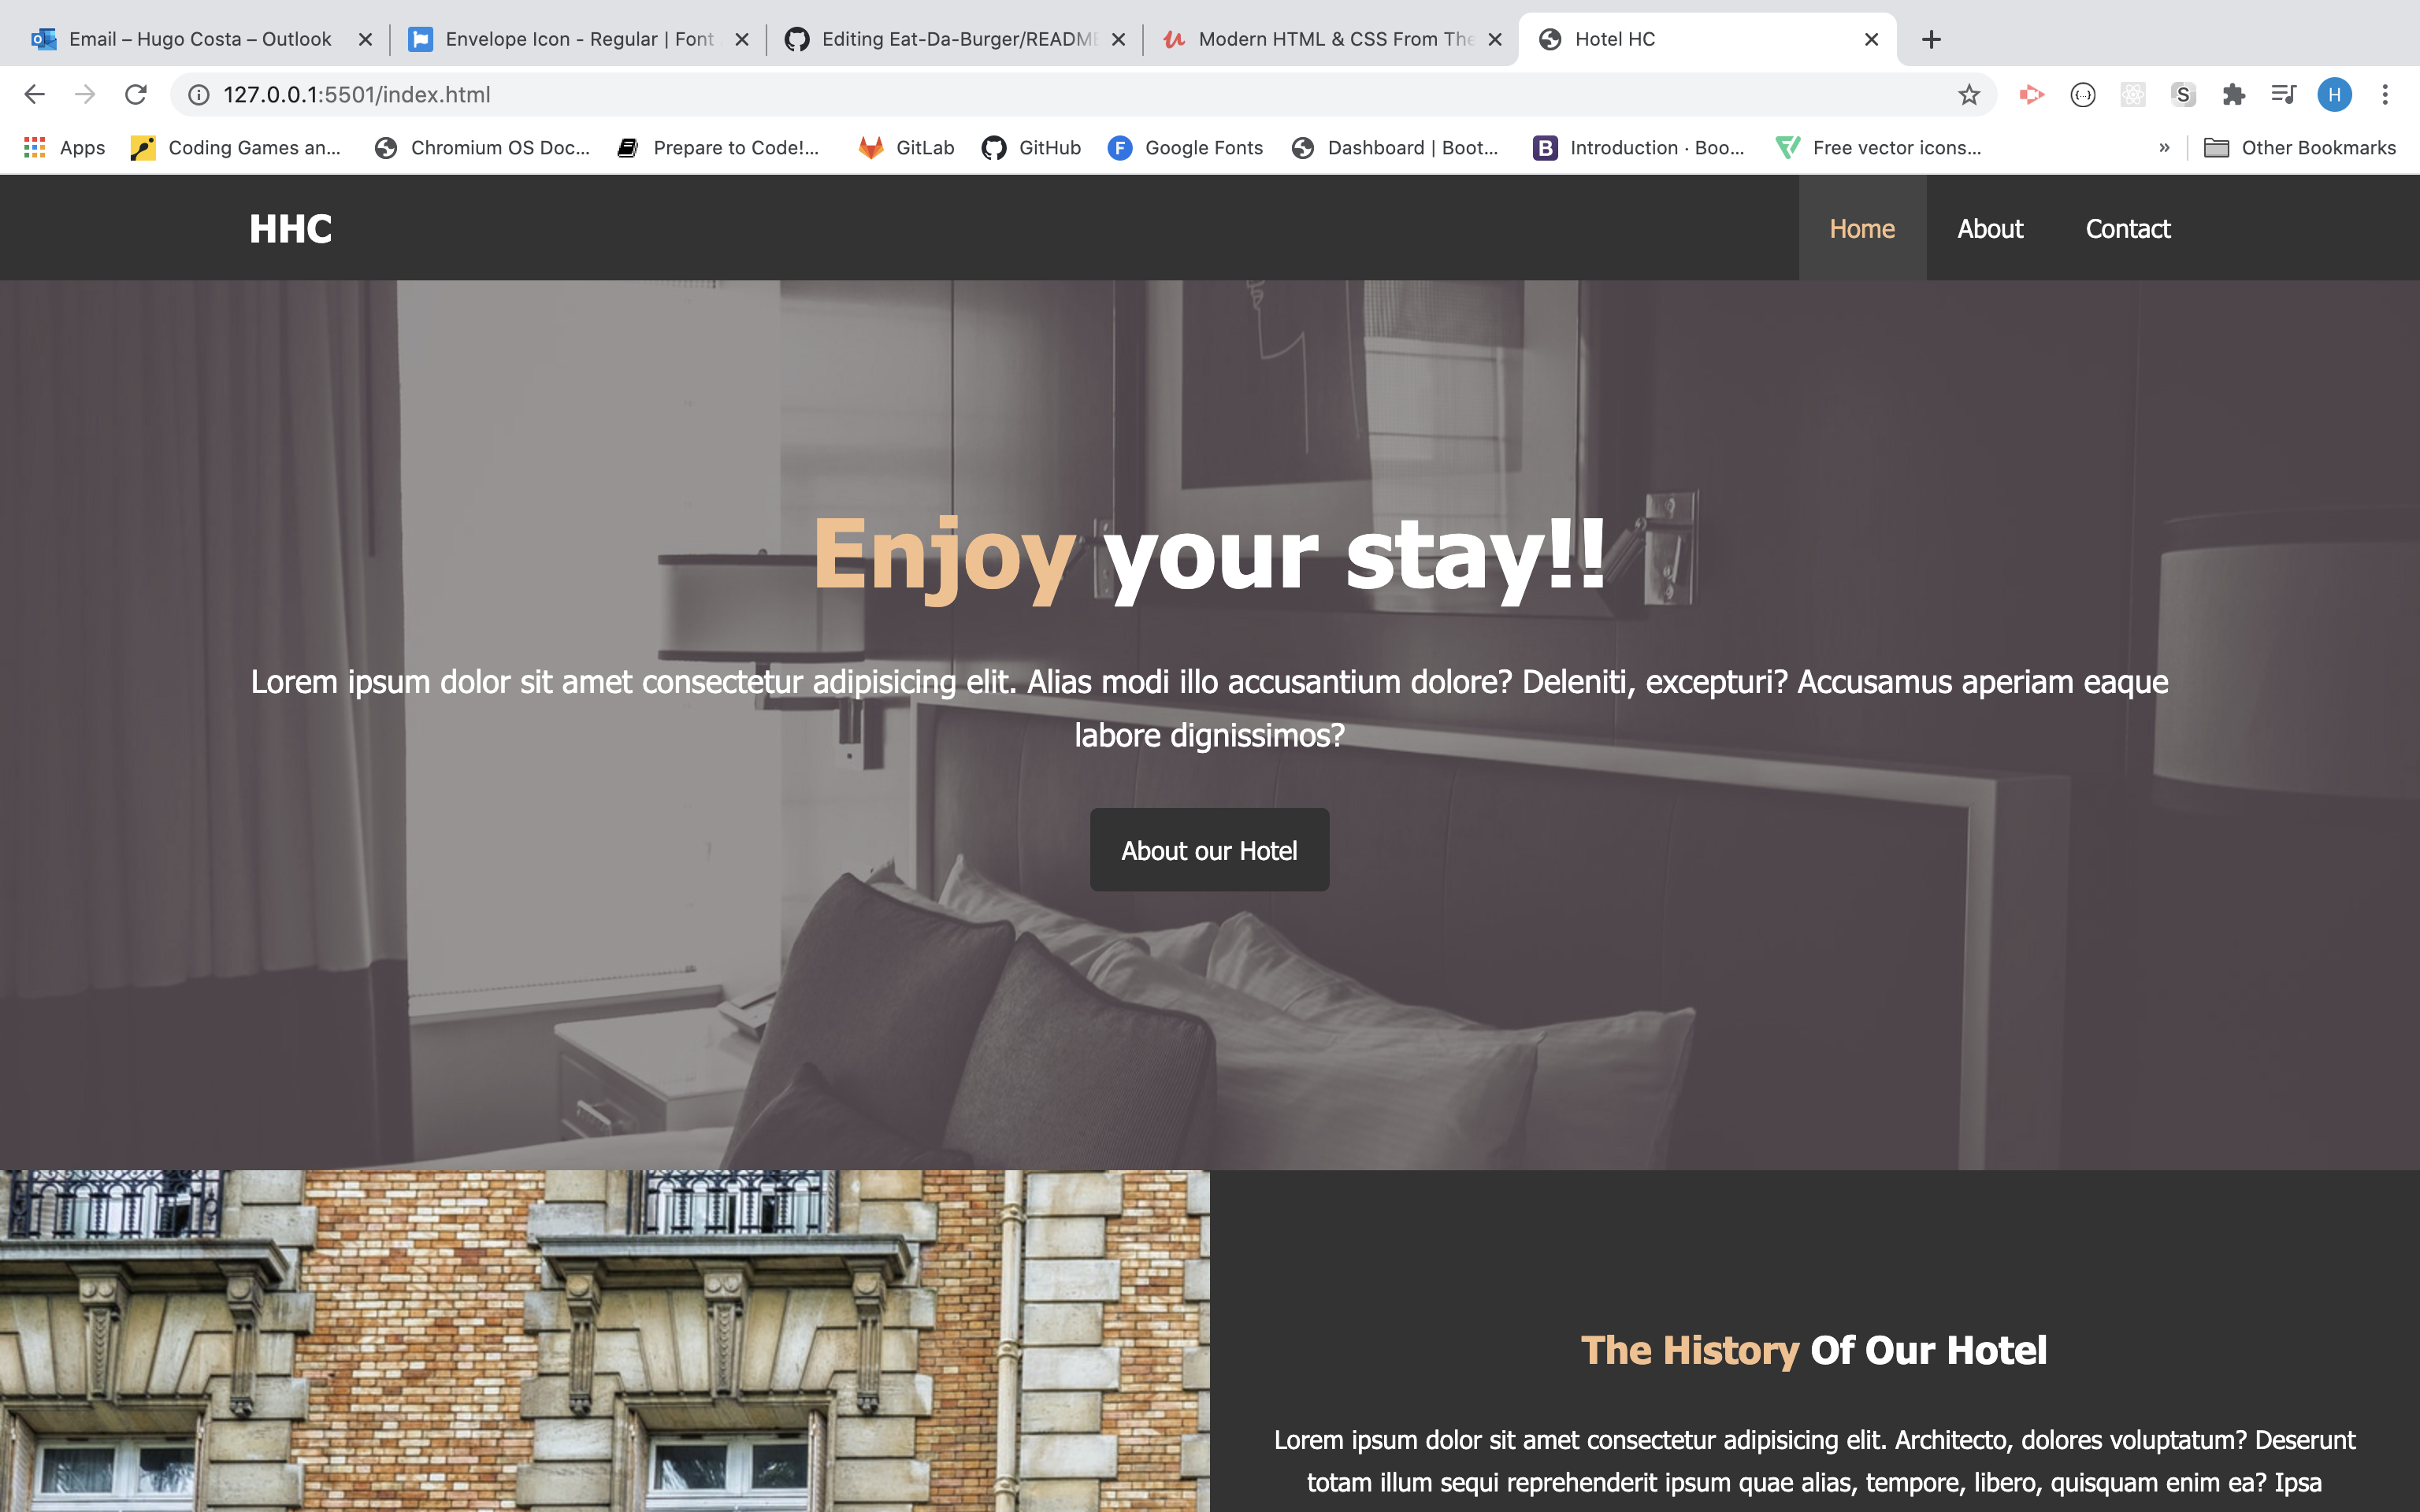 Email – Hugo Costa – Outlook
Envelope Icon - Regular | Font
Editing Eat-Da-Burger/README
Modern HTML & CSS From The
Hotel HC
127.0.0.1:5501/index.html
H
Apps
Coding Games an...
Chromium OS Doc...
Prepare to Code!...
GitLab
GitHub
Google Fonts
Dashboard | Boot...
Introduction · Boo...
Free vector icons...
»
Other Bookmarks
HHC
Home
About
Contact
Enjoy your stay!!
Lorem ipsum dolor sit amet consectetur adipisicing elit. Alias modi illo accusantium dolore? Deleniti, excepturi? Accusamus aperiam eaque
labore dignissimos?
About our Hotel
The History Of Our Hotel
Lorem ipsum dolor sit amet consectetur adipisicing elit. Architecto, dolores voluptatum? Deserunt
totam illum sequi reprehenderit ipsum quae alias, tempore, libero, quisquam enim ea? Ipsa